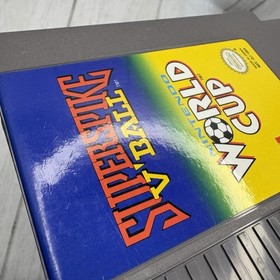 SUPER SPIKE
V'BALL
NINTENDO
WORLD
CUP